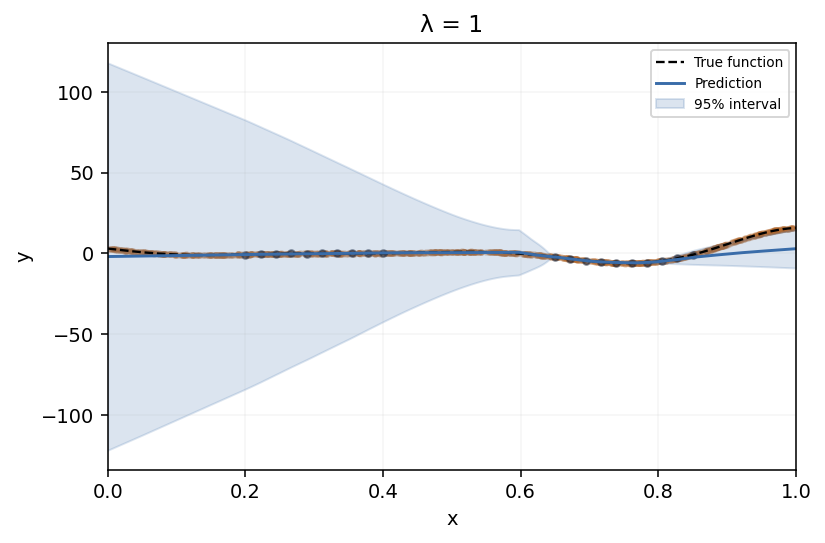 λ = 1
True function
Prediction
95% interval
y
100
50
0
−50
−100
0.0
0.2
0.4
0.6
0.8
1.0
x